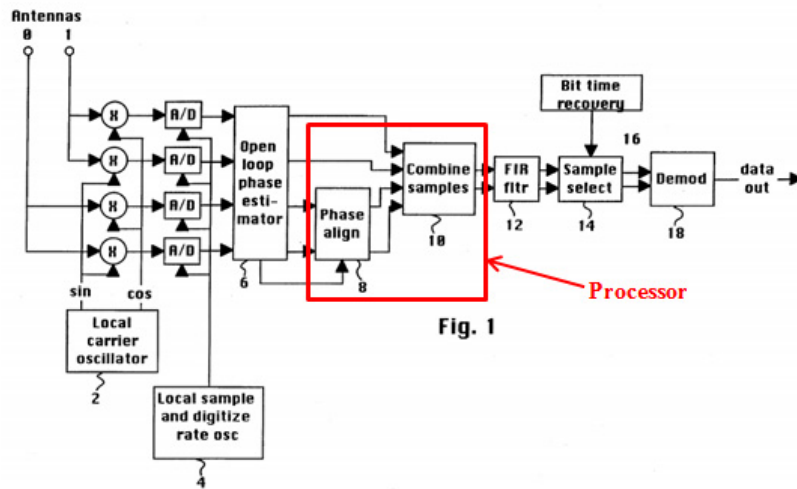 Antennas
0 1
Bit time
recovery
X
A/D
X
A/D
X
A/D
X
A/D
Open
loop
phase
esti-
mator
6
Phase
align
8
Combine
samples
10
FIR
fltr
12
Sample
select
14
16
Demod
18
data
out
Processor
sin cos
Local
carrier
oscillator
2
Local sample
and digitize
rate osc
4
Fig. 1